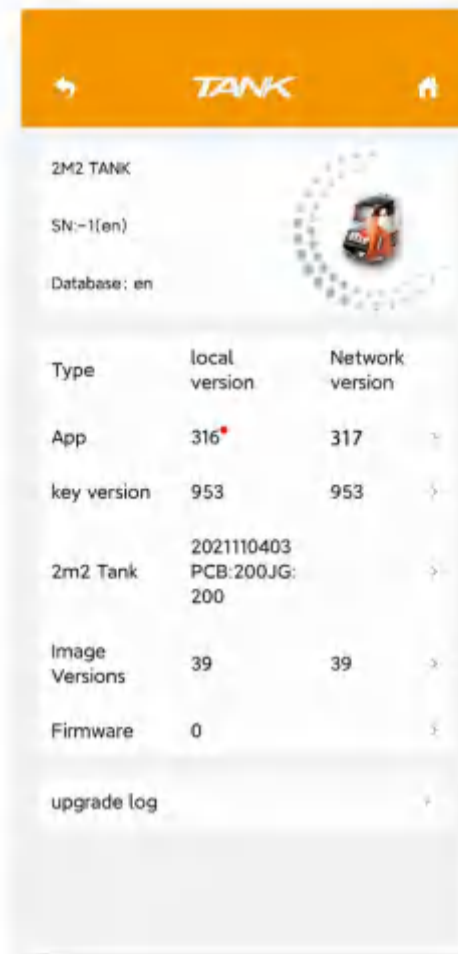 TANK
2M2 TANK
SN:-1(en)
Database: en
Type local version Network version
App 316 317
key version 953 953
2m2 Tank 2021110403 PCB:200JG: 200
Image Versions 39 39
Firmware 0
upgrade log